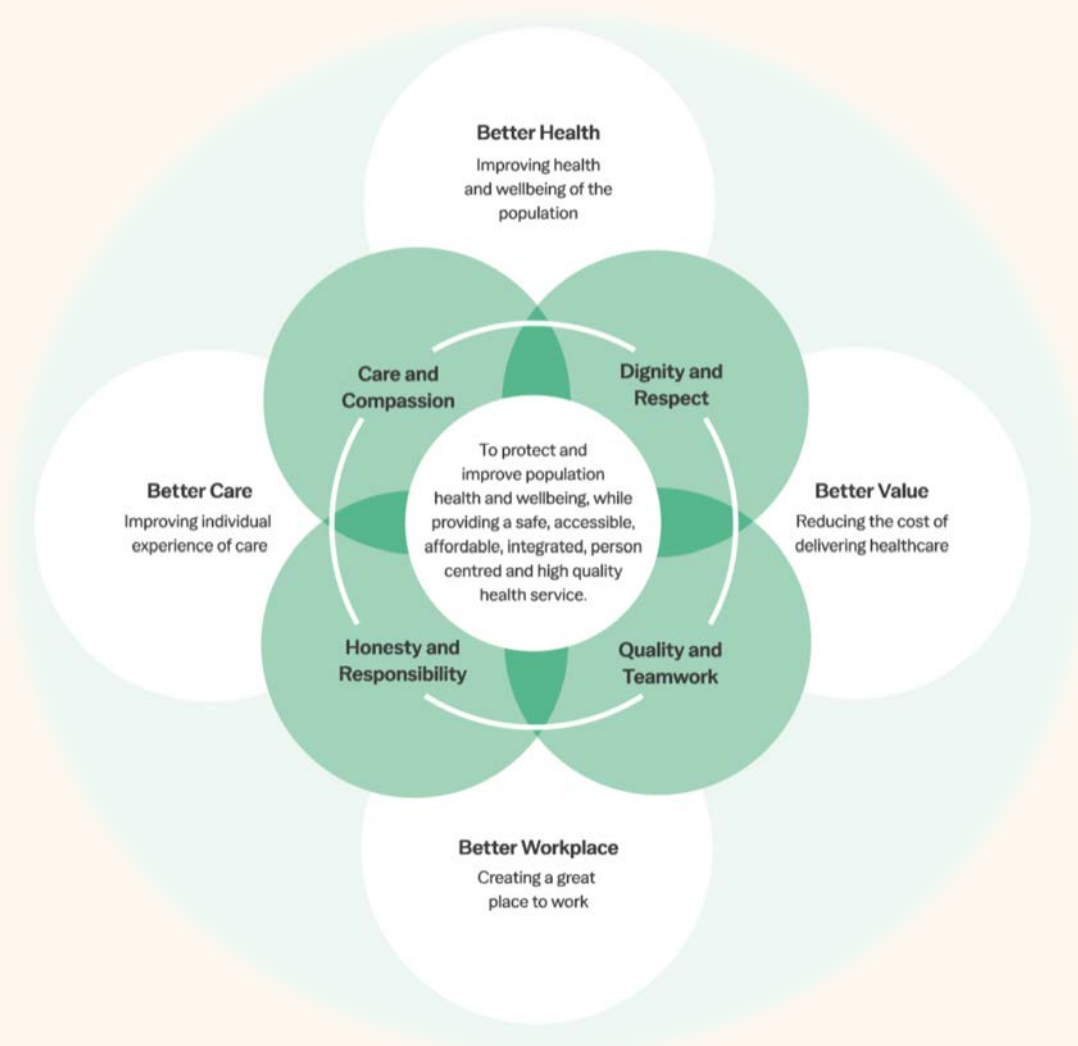 Better Health
Improving health
and wellbeing of the
population
Care and
Compassion
Dignity and
Respect
Better Care
Improving individual
experience of care
To protect and
improve population
health and wellbeing, while
providing a safe, accessible,
affordable, integrated, person
centred and high quality
health service.
Better Value
Reducing the cost of
delivering healthcare
Honesty and
Responsibility
Quality and
Teamwork
Better Workplace
Creating a great
place to work